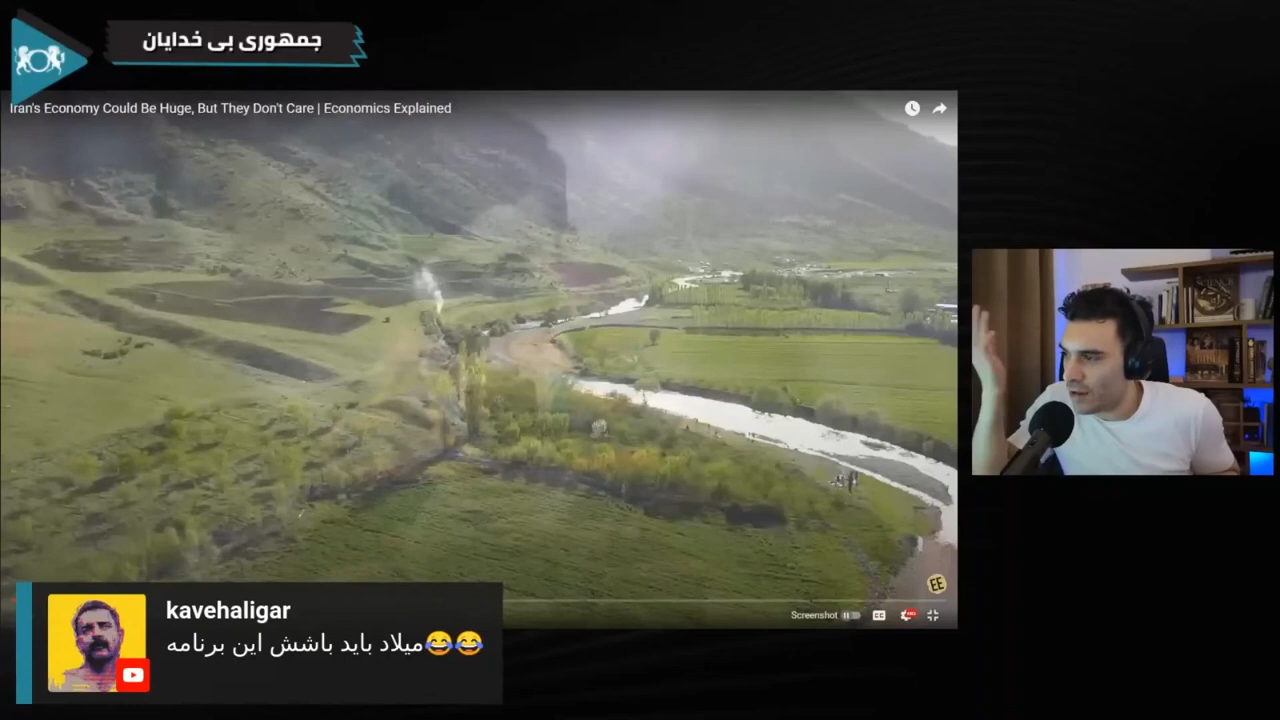 جمهوری بی خدایان
Iran's Economy Could Be Huge, But They Don't Care | Economics Explained
EE
Screenshot
kavehaligar
میلاد باید باشش این برنامه😂😂